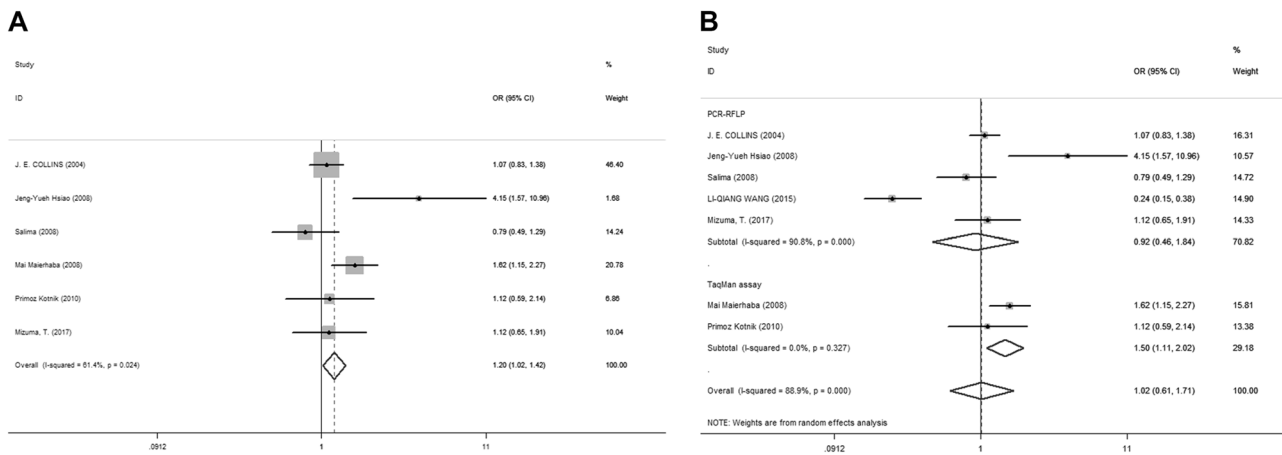 A
Study %
ID OR (95% CI) Weight
J. E. COLLINS (2004) 1.07 (0.83, 1.38) 46.40
Jeng-Yueh Hsiao (2008) 4.15 (1.57, 10.96) 1.68
Salima (2008) 0.79 (0.49, 1.29) 14.24
Mai Maierhaba (2008) 1.62 (1.15, 2.27) 20.78
Primoz Kotnik (2010) 1.12 (0.59, 2.14) 6.86
Mizuma, T. (2017) 1.12 (0.65, 1.91) 10.04
Overall (I-squared = 61.4%, p = 0.024) 1.20 (1.02, 1.42) 100.00
.0912 1 11
B
Study %
ID OR (95% CI) Weight
PCR-RFLP
J. E. COLLINS (2004) 1.07 (0.83, 1.38) 16.31
Jeng-Yueh Hsiao (2008) 4.15 (1.57, 10.96) 10.57
Salima (2008) 0.79 (0.49, 1.29) 14.72
LI-QIANG WANG (2015) 0.24 (0.15, 0.38) 14.90
Mizuma, T. (2017) 1.12 (0.65, 1.91) 14.33
Subtotal (I-squared = 90.8%, p = 0.000) 0.92 (0.46, 1.84) 70.82
.
TaqMan assay
Mai Maierhaba (2008) 1.62 (1.15, 2.27) 15.81
Primoz Kotnik (2010) 1.12 (0.59, 2.14) 13.38
Subtotal (I-squared = 0.0%, p = 0.327) 1.50 (1.11, 2.02) 29.18
.
Overall (I-squared = 88.9%, p = 0.000) 1.02 (0.61, 1.71) 100.00
NOTE: Weights are from random effects analysis
.0912 1 11